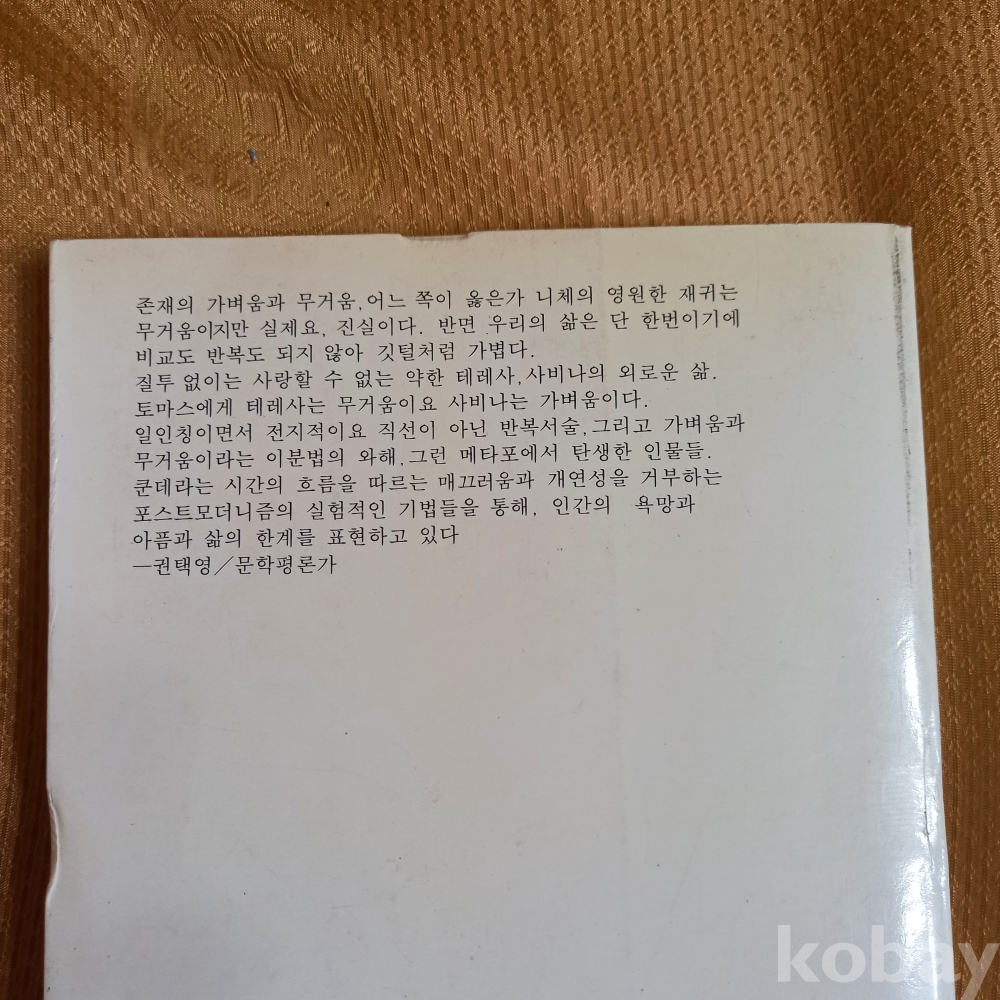 존재의 가벼움과 무거움, 어느 쪽이 옳은가 니체의 영원한 재귀는
무거움이지만 실제요, 진실이다. 반면 우리의 삶은 단 한번이기에
비교도 반복도 되지 않아 깃털처럼 가볍다.
질투 없이는 사랑할 수 없는 약한 테레사, 사비나의 외로운 삶.
토마스에게 테레사는 무거움이요 사비나는 가벼움이다.
일인칭이면서 전지적이요 직선이 아닌 반복서술, 그리고 가벼움과
무거움이라는 이분법의 와해, 그런 메타포에서 탄생한 인물들.
쿤데라는 시간의 흐름을 따르는 매끄러움과 개연성을 거부하는
포스트모더니즘의 실험적인 기법들을 통해, 인간의 욕망과
아픔과 삶의 한계를 표현하고 있다
—권택영/문학평론가
kobay